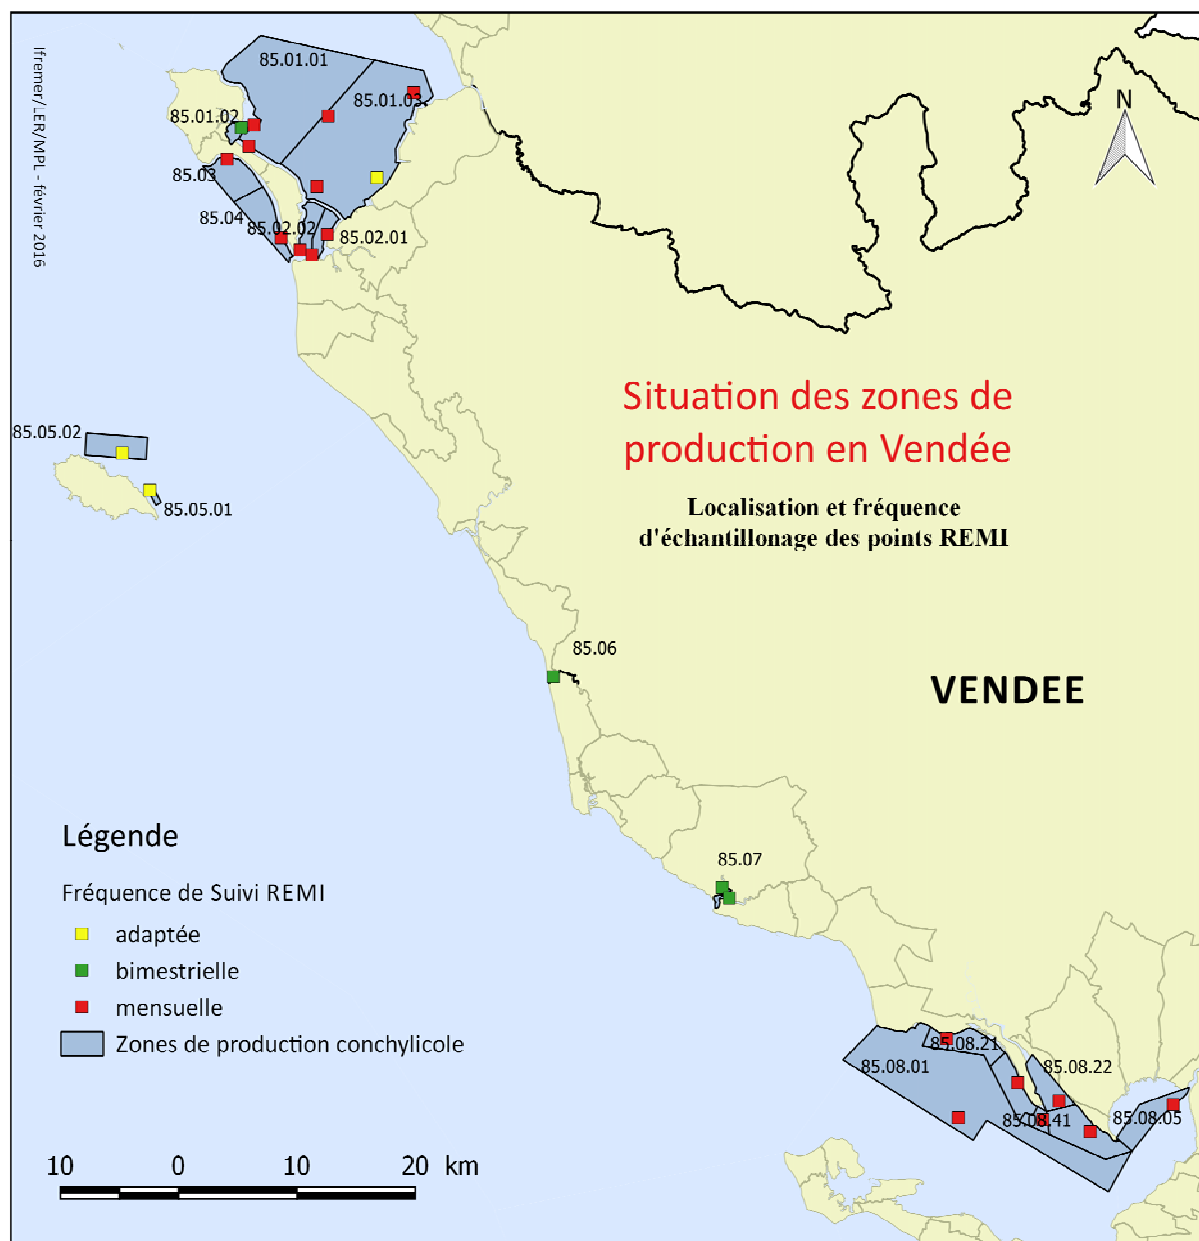 Ifremer/LER/MPL - février 2016
85.01.01
85.01.03
85.01.02
85.03
85.04
85.02.02
85.02.01
N
Situation des zones de
production en Vendée
Localisation et fréquence
d'échantillonage des points REMI
85.05.02
85.05.01
85.06
VENDEE
85.07
Légende
Fréquence de Suivi REMI
adaptée
bimestrielle
mensuelle
Zones de production conchylicole
85.08.21
85.08.01
85.08.22
85.08.41
85.08.05
10 0 10 20 km